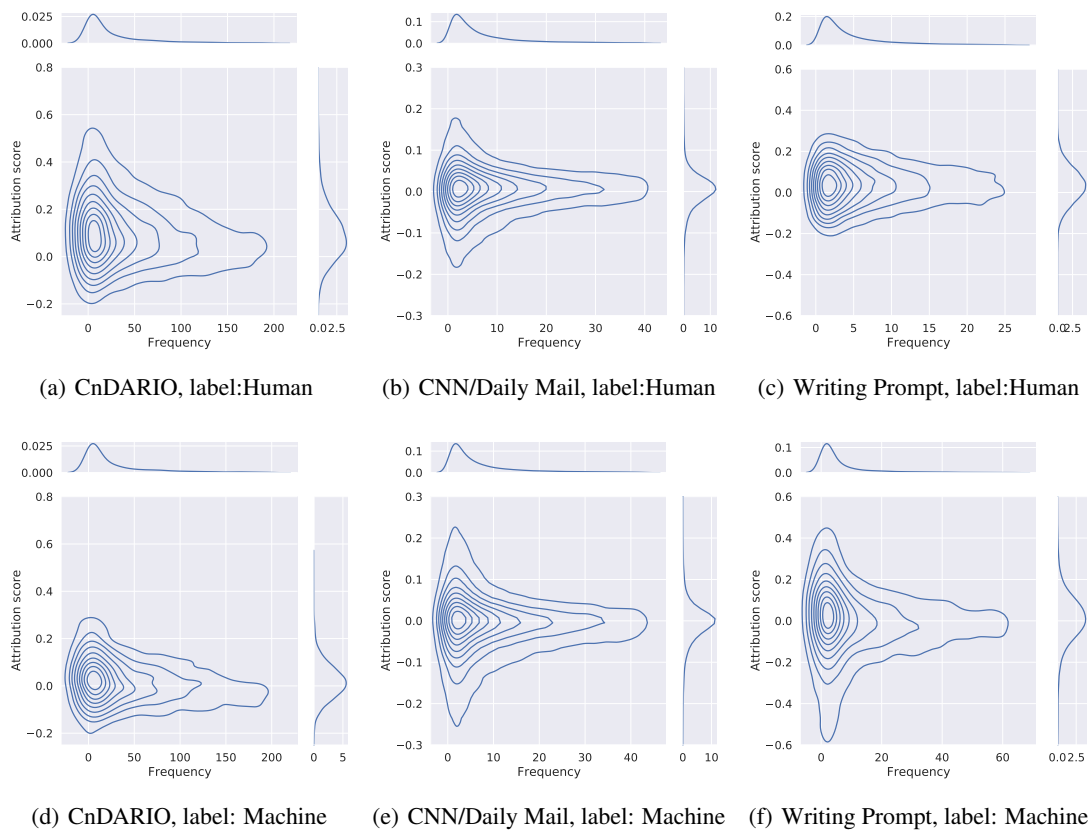 0.025
0.000
0.8
0.6
0.4
0.2
0.0
−0.2
Attribution score
0 50 100 150 200
Frequency
0.02.5
(a) CnDARIO, label:Human
0.1
0.0
0.3
0.2
0.1
0.0
−0.1
−0.2
−0.3
Attribution score
0 10 20 30 40
Frequency
0 10
(b) CNN/Daily Mail, label:Human
0.2
0.0
0.6
0.4
0.2
0.0
−0.2
−0.4
−0.6
Attribution score
0 5 10 15 20 25
Frequency
0.02.5
(c) Writing Prompt, label:Human
0.025
0.000
0.8
0.6
0.4
0.2
0.0
−0.2
Attribution score
0 50 100 150 200
Frequency
0 5
(d) CnDARIO, label: Machine
0.1
0.0
0.3
0.2
0.1
0.0
−0.1
−0.2
−0.3
Attribution score
0 10 20 30 40
Frequency
0 10
(e) CNN/Daily Mail, label: Machine
0.1
0.0
0.6
0.4
0.2
0.0
−0.2
−0.4
−0.6
Attribution score
0 20 40 60
Frequency
0.02.5
(f) Writing Prompt, label: Machine